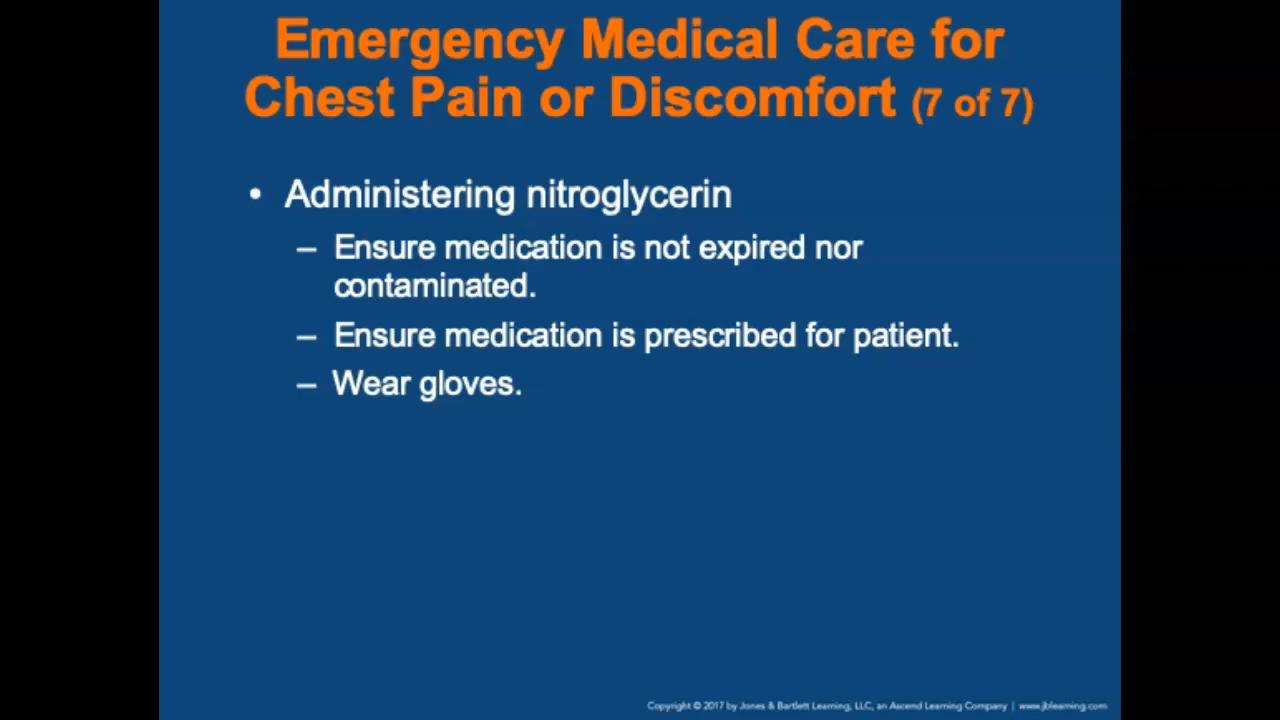 Emergency Medical Care for
Chest Pain or Discomfort (7 of 7)
• Administering nitroglycerin
– Ensure medication is not expired nor
contaminated.
– Ensure medication is prescribed for patient.
– Wear gloves.
Copyright © 2017 by Jones & Bartlett Learning, LLC, an Ascend Learning Company | www.jblearning.com